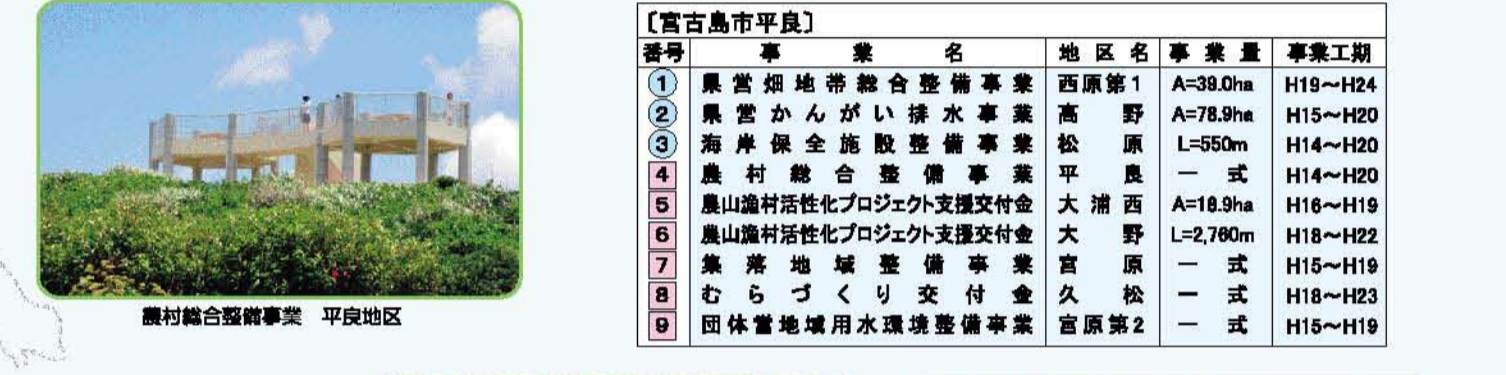 農村総合整備事業 平良地区
〔宮古島市平良〕
番号 事業名 地区名 事業量 事業工期
① 県営畑地帯総合整備事業 西原第1 A=39.0ha H19～H24
② 県営かんがい排水事業 高野 A=78.9ha H15～H20
③ 海岸保全施設整備事業 松原 L=550m H14～H20
4 農村総合整備事業 平良 一式 H14～H20
5 農山漁村活性化プロジェクト支援交付金 大浦西 A=18.9ha H16～H19
6 農山漁村活性化プロジェクト支援交付金 大野 L=2,760m H18～H22
7 集落地域整備事業 宮原 一式 H15～H19
8 むらづくり交付金 久松 一式 H18～H23
9 団体営地域用水環境整備事業 宮原第2 一式 H15～H19